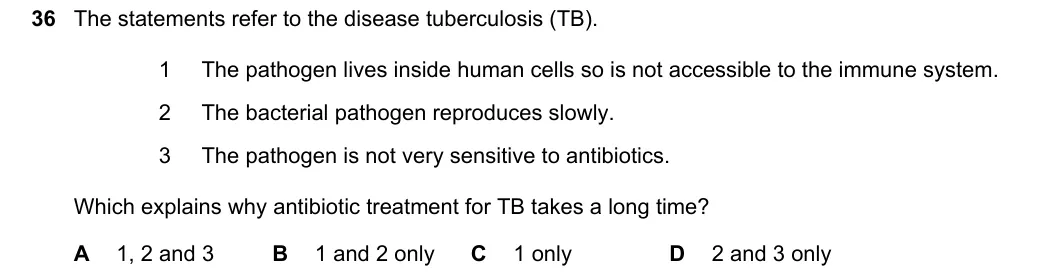 36 The statements refer to the disease tuberculosis (TB).
1 The pathogen lives inside human cells so is not accessible to the immune system.
2 The bacterial pathogen reproduces slowly.
3 The pathogen is not very sensitive to antibiotics.
Which explains why antibiotic treatment for TB takes a long time?
A 1, 2 and 3 B 1 and 2 only C 1 only D 2 and 3 only